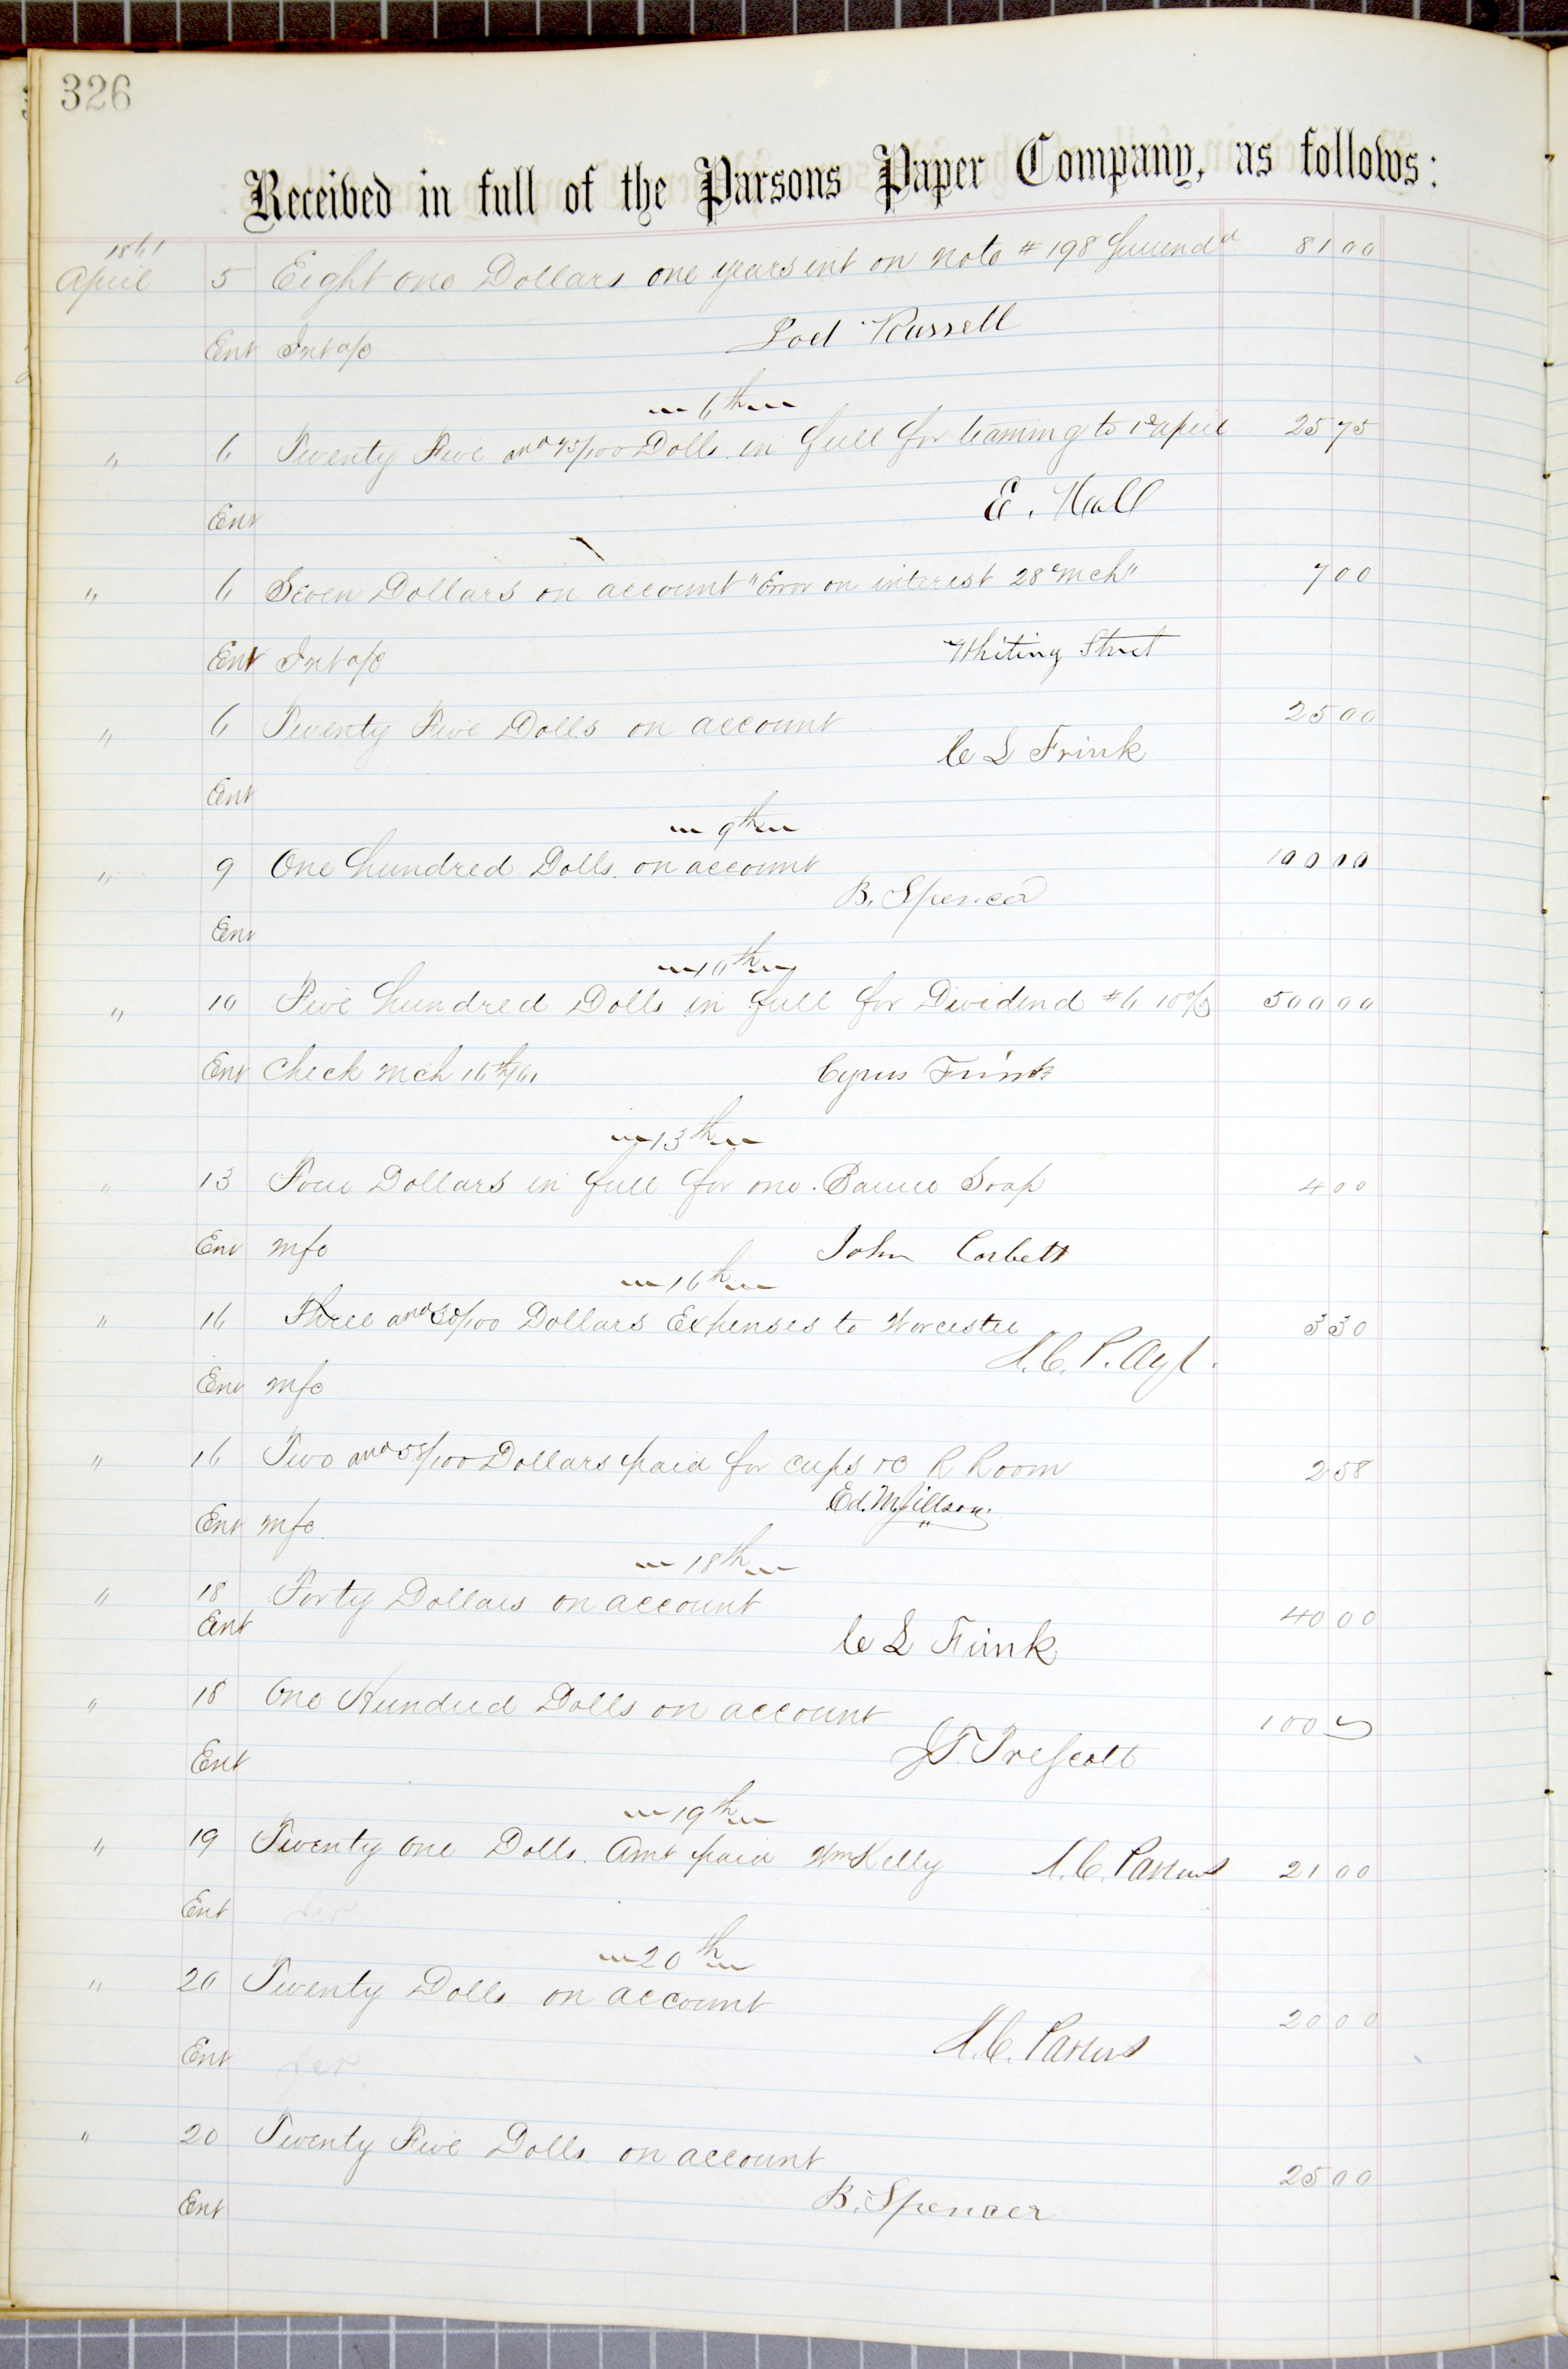 326
Received in full of the Parsons Paper Company, as follows:
1861
April 5 Eight one Dollars one years int on note # 198 81 00
Ent Int a/c Joel Russell
" 6th "
" 6 Twenty Five and 75/100 Dolls in full for teaming to 1st April 25 75
Ent E. Hall
" 6 Seven Dollars on account "Error on interest 28th Mch" 7 00
Ent Int a/c Whiting Street
" 6 Twenty Five Dolls on account 25 00
C L Frink
Ent
" 9th "
" 9 One hundred Dolls. on account 100 00
B. Spencer
Ent
" 10th "
" 10 Five hundred Dolls in full for Dividend #6 10% 500 00
Ent Check Mch 16th/61 Cyrus Frink
" 13th "
" 13 Four Dollars in full for one Soap 4 00
Ent Mfc John Corbett
" 16th "
" 16 Three and 30/100 Dollars Expenses to Worcester 3 30
J. C. P. Agt.
Ent Mfc
" 16 Two and 58/100 Dollars paid for cups &c R Room 2 58
Ed. M. Jillson.
Ent Mfc.
" 18th "
" 18 Forty Dollars on account 40 00
Ent C L Frink
" 18 One Hundred Dolls on account 100
J T. Prescott
Ent
" 19th "
" 19 Twenty One Dolls. Amt paid Wm Kelly J. C. Parsons 21 00
Ent Ler
" 20th "
" 20 Twenty Dolls on account 20 00
J. C. Parsons
Ent Ler
" 20 Twenty Five Dolls on account 25 00
Ent B. Spencer